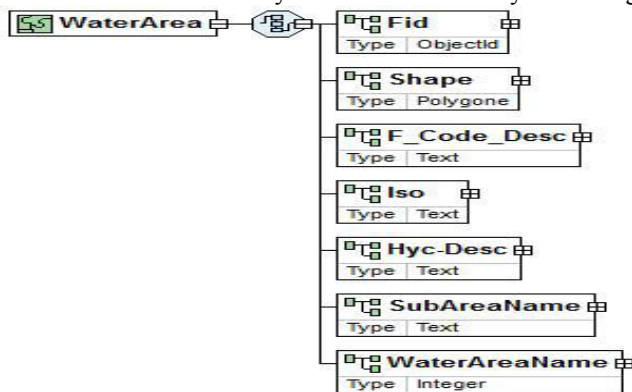 WaterArea
Fid
Type ObjectId
Shape
Type Polygone
F_Code_Desc
Type Text
Iso
Type Text
Hyc-Desc
Type Text
SubAreaName
Type Text
WaterAreaName
Type Integer